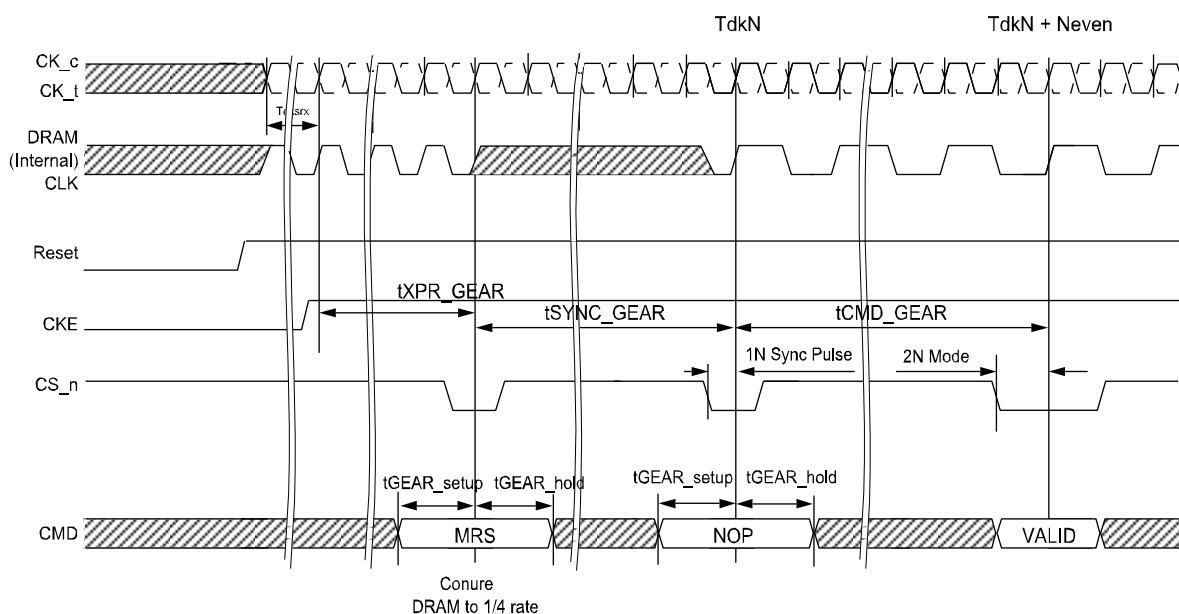 TdkN
TdkN + Neven
CK_c
CK_t
DRAM
(Internal)
CLK
Reset
tXPR_GEAR
tSYNC_GEAR
tCMD_GEAR
CKE
1N Sync Pulse
2N Mode
CS_n
tGEAR_setup
tGEAR_hold
tGEAR_setup
tGEAR_hold
CMD
MRS
NOP
VALID
Conure
DRAM to 1/4 rate